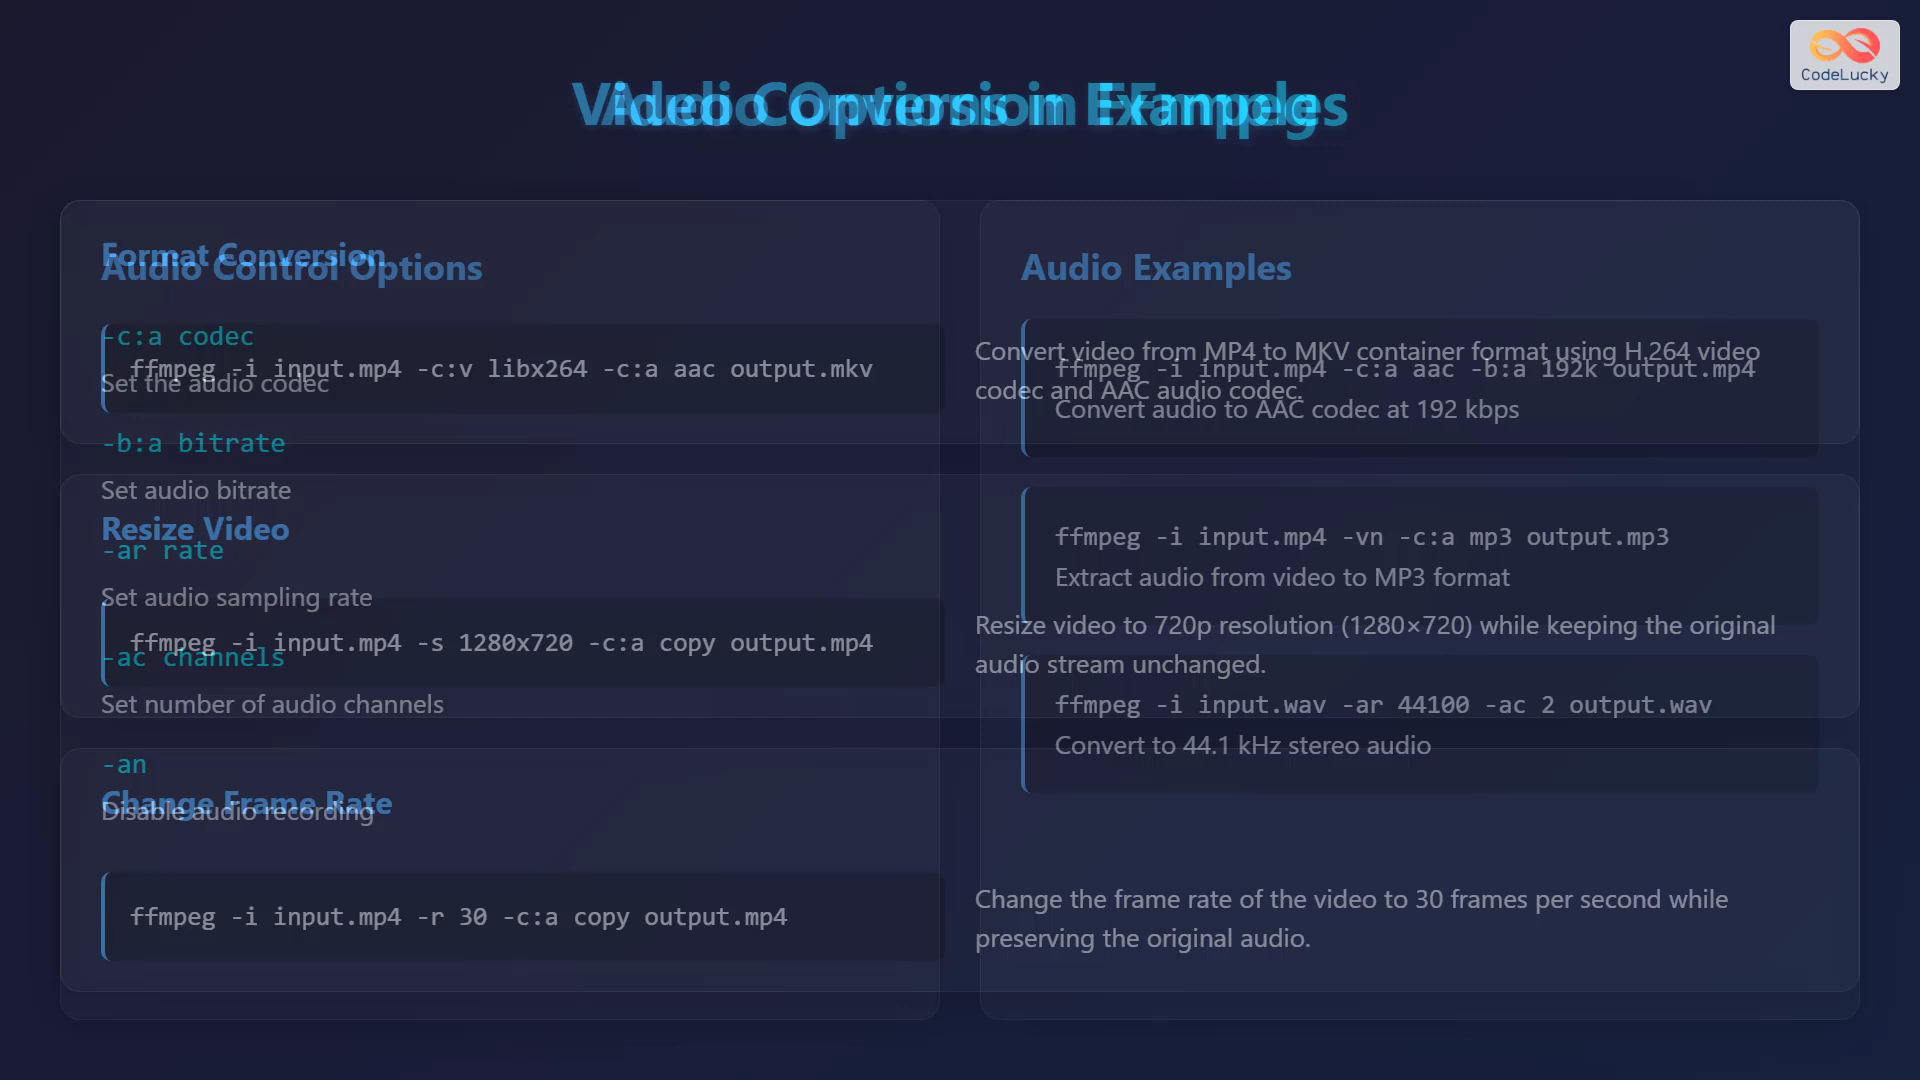 CodeLucky
Video Conversion Examples
Audio Options in FFmpeg
Format Conversion
ffmpeg -i input.mp4 -c:v libx264 -c:a aac output.mkv
Convert video from MP4 to MKV container format using H.264 video
codec and AAC audio codec.
Resize Video
ffmpeg -i input.mp4 -s 1280x720 -c:a copy output.mp4
Resize video to 720p resolution (1280×720) while keeping the original
audio stream unchanged.
Change Frame Rate
ffmpeg -i input.mp4 -r 30 -c:a copy output.mp4
Change the frame rate of the video to 30 frames per second while
preserving the original audio.
Audio Control Options
-c:a codec
Set the audio codec
-b:a bitrate
Set audio bitrate
-ar rate
Set audio sampling rate
-ac channels
Set number of audio channels
-an
Disable audio recording
Audio Examples
ffmpeg -i input.mp4 -c:a aac -b:a 192k output.mp4
Convert audio to AAC codec at 192 kbps
ffmpeg -i input.mp4 -vn -c:a mp3 output.mp3
Extract audio from video to MP3 format
ffmpeg -i input.wav -ar 44100 -ac 2 output.wav
Convert to 44.1 kHz stereo audio